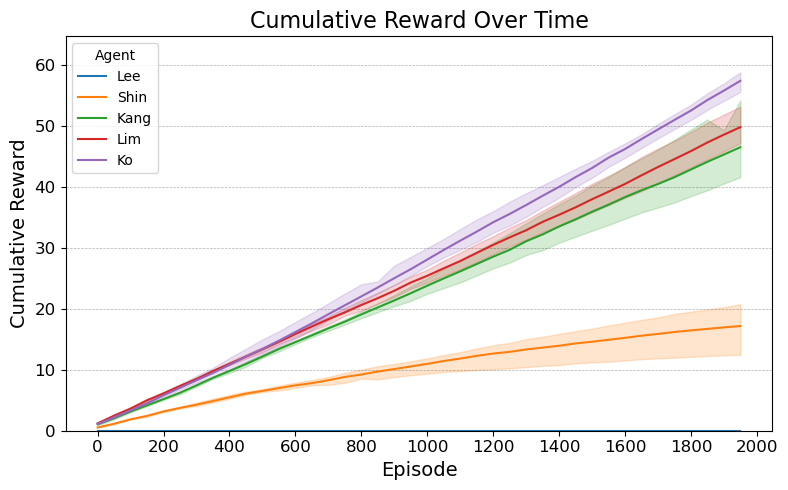 Cumulative Reward Over Time
Cumulative Reward
60
50
40
30
20
10
0
Agent
Lee
Shin
Kang
Lim
Ko
0 200 400 600 800 1000 1200 1400 1600 1800 2000
Episode